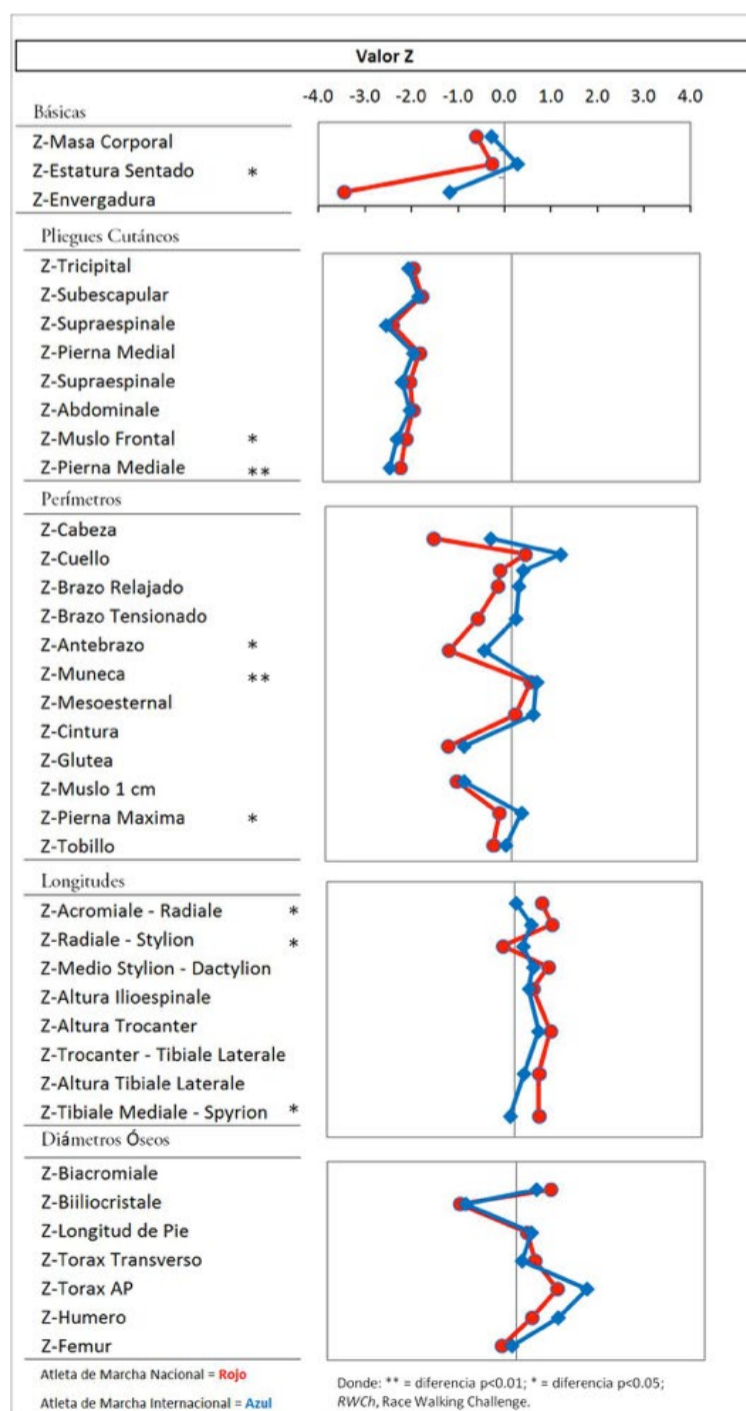 Valor Z
-4.0 -3.0 -2.0 -1.0 0.0 1.0 2.0 3.0 4.0
Básicas
Z-Masa Corporal
Z-Estatura Sentado *
Z-Envergadura
Pliegues Cutáneos
Z-Tricipital
Z-Subescapular
Z-Supraespinale
Z-Pierna Medial
Z-Supraespinale
Z-Abdominale
Z-Muslo Frontal *
Z-Pierna Mediale **
Perímetros
Z-Cabeza
Z-Cuello
Z-Brazo Relajado
Z-Brazo Tensionado
Z-Antebrazo *
Z-Muneca **
Z-Mesoesternal
Z-Cintura
Z-Glutea
Z-Muslo 1 cm
Z-Pierna Maxima *
Z-Tobillo
Longitudes
Z-Acromiale - Radiale *
Z-Radiale - Stylion *
Z-Medio Stylion - Dactylion
Z-Altura Ilioespinale
Z-Altura Trocanter
Z-Trocanter - Tibiale Laterale
Z-Altura Tibiale Laterale
Z-Tibiale Mediale - Spyrion *
Diámetros Óseos
Z-Biacromiale
Z-Biiliocristale
Z-Longitud de Pie
Z-Torax Transverso
Z-Torax AP
Z-Humero
Z-Femur
Atleta de Marcha Nacional = Rojo
Atleta de Marcha Internacional = Azul
Donde: ** = diferencia p<0.01; * = diferencia p<0.05;
RWCh, Race Walking Challenge.